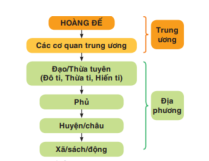 HOÀNG ĐẾ
Trung
ương
Các cơ quan trung ương
Đạo/Thừa tuyên
(Đô ti, Thừa ti, Hiến ti)
Phủ
Địa
phương
Huyện/châu
Xã/sách/động